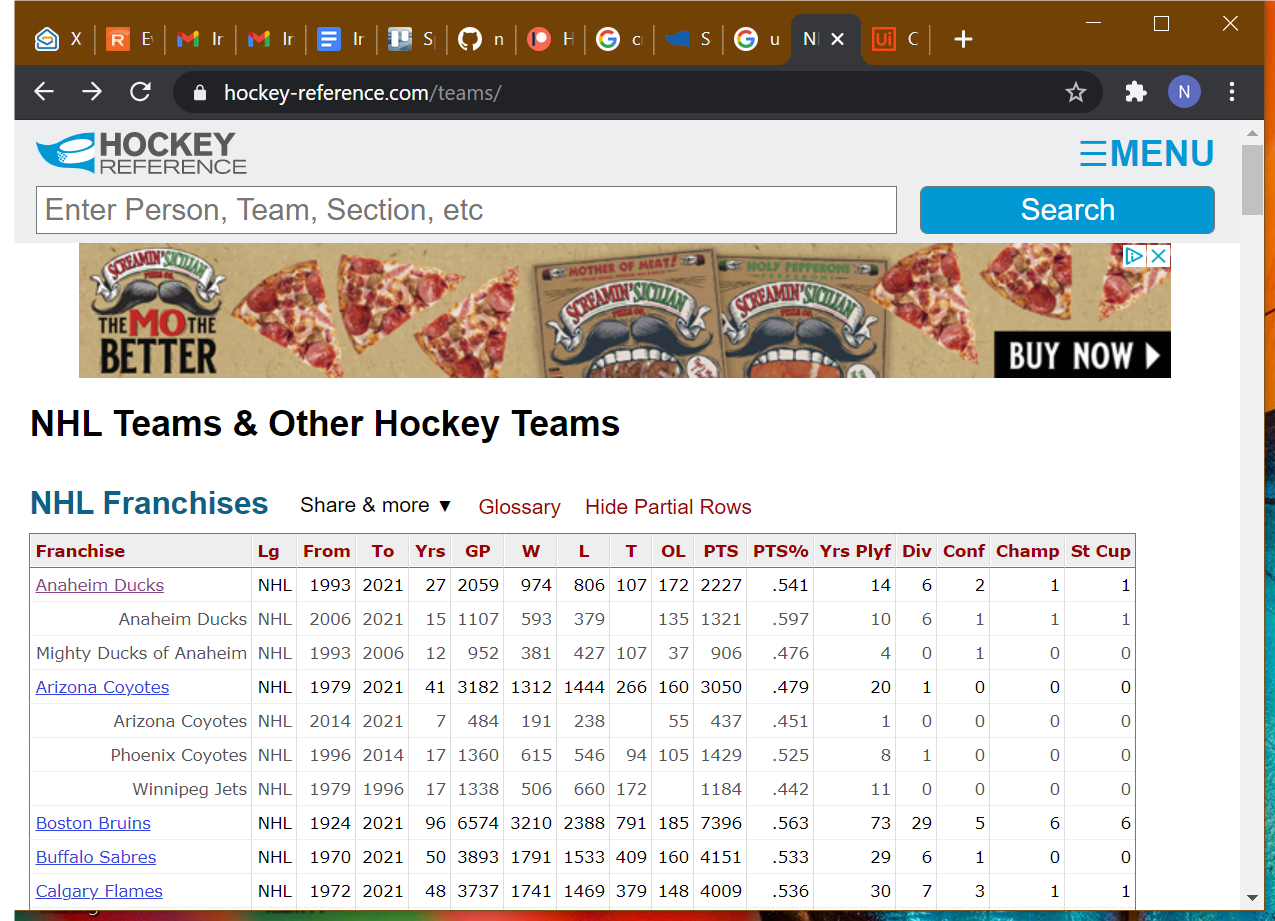 X E Ir Ir Ir S n H c S u N C
hockey-reference.com/teams/ N
HOCKEY
REFERENCE
MENU
Enter Person, Team, Section, etc Search
SCREAMIN' SICILIAN
PIZZA CO.
THE MO THE
BETTER
MOTHER OF MEAT!
SCREAMIN' SICILIAN
PIZZA CO.
HOLY PEPPERONI
PEPPERONI
SCREAMIN' SICILIAN
PIZZA CO.
BUY NOW
NHL Teams & Other Hockey Teams
NHL Franchises Share & more ▼ Glossary Hide Partial Rows
Franchise Lg From To Yrs GP W L T OL PTS PTS% Yrs Plyf Div Conf Champ St Cup
Anaheim Ducks NHL 1993 2021 27 2059 974 806 107 172 2227 .541 14 6 2 1 1
Anaheim Ducks NHL 2006 2021 15 1107 593 379 135 1321 .597 10 6 1 1 1
Mighty Ducks of Anaheim NHL 1993 2006 12 952 381 427 107 37 906 .476 4 0 1 0 0
Arizona Coyotes NHL 1979 2021 41 3182 1312 1444 266 160 3050 .479 20 1 0 0 0
Arizona Coyotes NHL 2014 2021 7 484 191 238 55 437 .451 1 0 0 0 0
Phoenix Coyotes NHL 1996 2014 17 1360 615 546 94 105 1429 .525 8 1 0 0 0
Winnipeg Jets NHL 1979 1996 17 1338 506 660 172 1184 .442 11 0 0 0 0
Boston Bruins NHL 1924 2021 96 6574 3210 2388 791 185 7396 .563 73 29 5 6 6
Buffalo Sabres NHL 1970 2021 50 3893 1791 1533 409 160 4151 .533 29 6 1 0 0
Calgary Flames NHL 1972 2021 48 3737 1741 1469 379 148 4009 .536 30 7 3 1 1